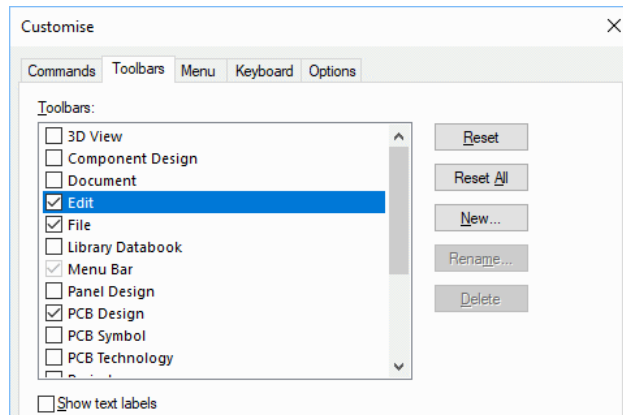 Customise
Commands Toolbars Menu Keyboard Options
Toolbars:
3D View
Component Design
Document
Edit
File
Library Databook
Menu Bar
Panel Design
PCB Design
PCB Symbol
PCB Technology
Show text labels
Reset
Reset All
New...
Rename...
Delete